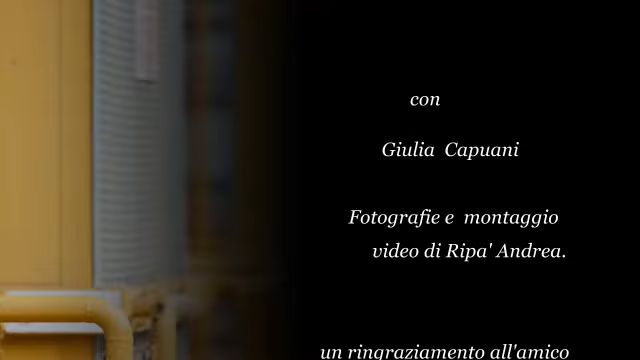 con
Giulia Capuani
Fotografie e montaggio
video di Ripa' Andrea.
un ringraziamento all'amico